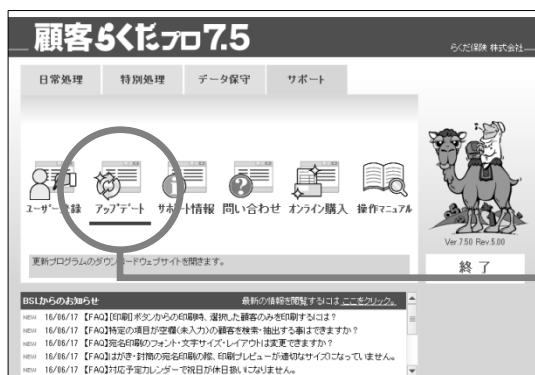 顧客らくだプロ7.5
らくだ保険 株式会社
日常処理 特別処理 データ保守 サポート
ユーザー登録 アップデート サポート情報 問い合わせ オンライン購入 操作マニュアル
Ver.7.50 Rev.5.00
更新プログラムのダウンロードウェブサイトを開きます。
終了
BSLからのお知らせ 最新の情報を閲覧するには ここをクリック。
NEW 16/06/17 【FAQ】[印刷]ボタンからの印刷時、選択した顧客のみを印刷するには？
NEW 16/06/17 【FAQ】特定の項目が空欄(未入力)の顧客を検索・抽出する事はできますか？
NEW 16/06/17 【FAQ】宛名印刷のフォント・文字サイズ・レイアウトは変更できますか？
NEW 16/06/17 【FAQ】はがき・封筒の宛名印刷の際、印刷プレビューが適切なサイズになっていません。
NEW 16/06/17 【FAQ】対応予定カレンダーで祝日が休日扱いになりません。